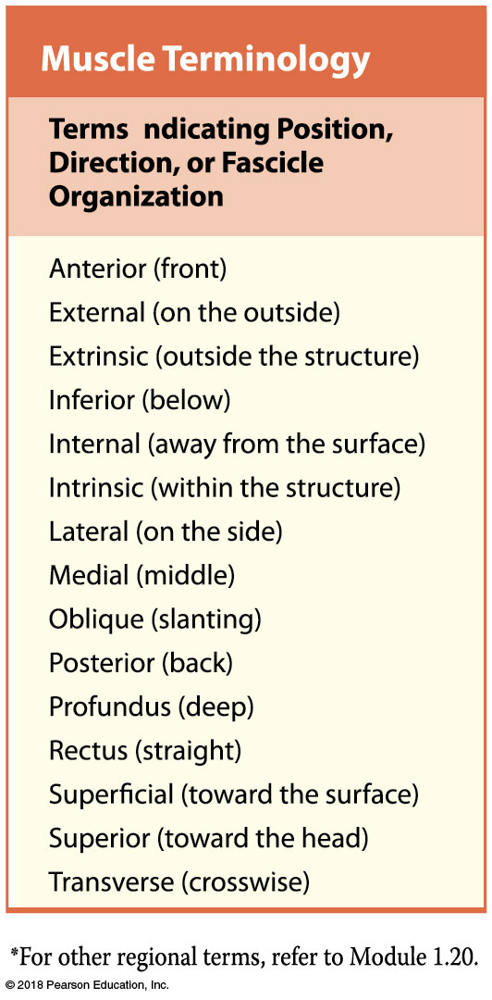 Muscle Terminology
Terms ndicating Position,
Direction, or Fascicle
Organization
Anterior (front)
External (on the outside)
Extrinsic (outside the structure)
Inferior (below)
Internal (away from the surface)
Intrinsic (within the structure)
Lateral (on the side)
Medial (middle)
Oblique (slanting)
Posterior (back)
Profundus (deep)
Rectus (straight)
Superficial (toward the surface)
Superior (toward the head)
Transverse (crosswise)
*For other regional terms, refer to Module 1.20.
© 2018 Pearson Education, Inc.